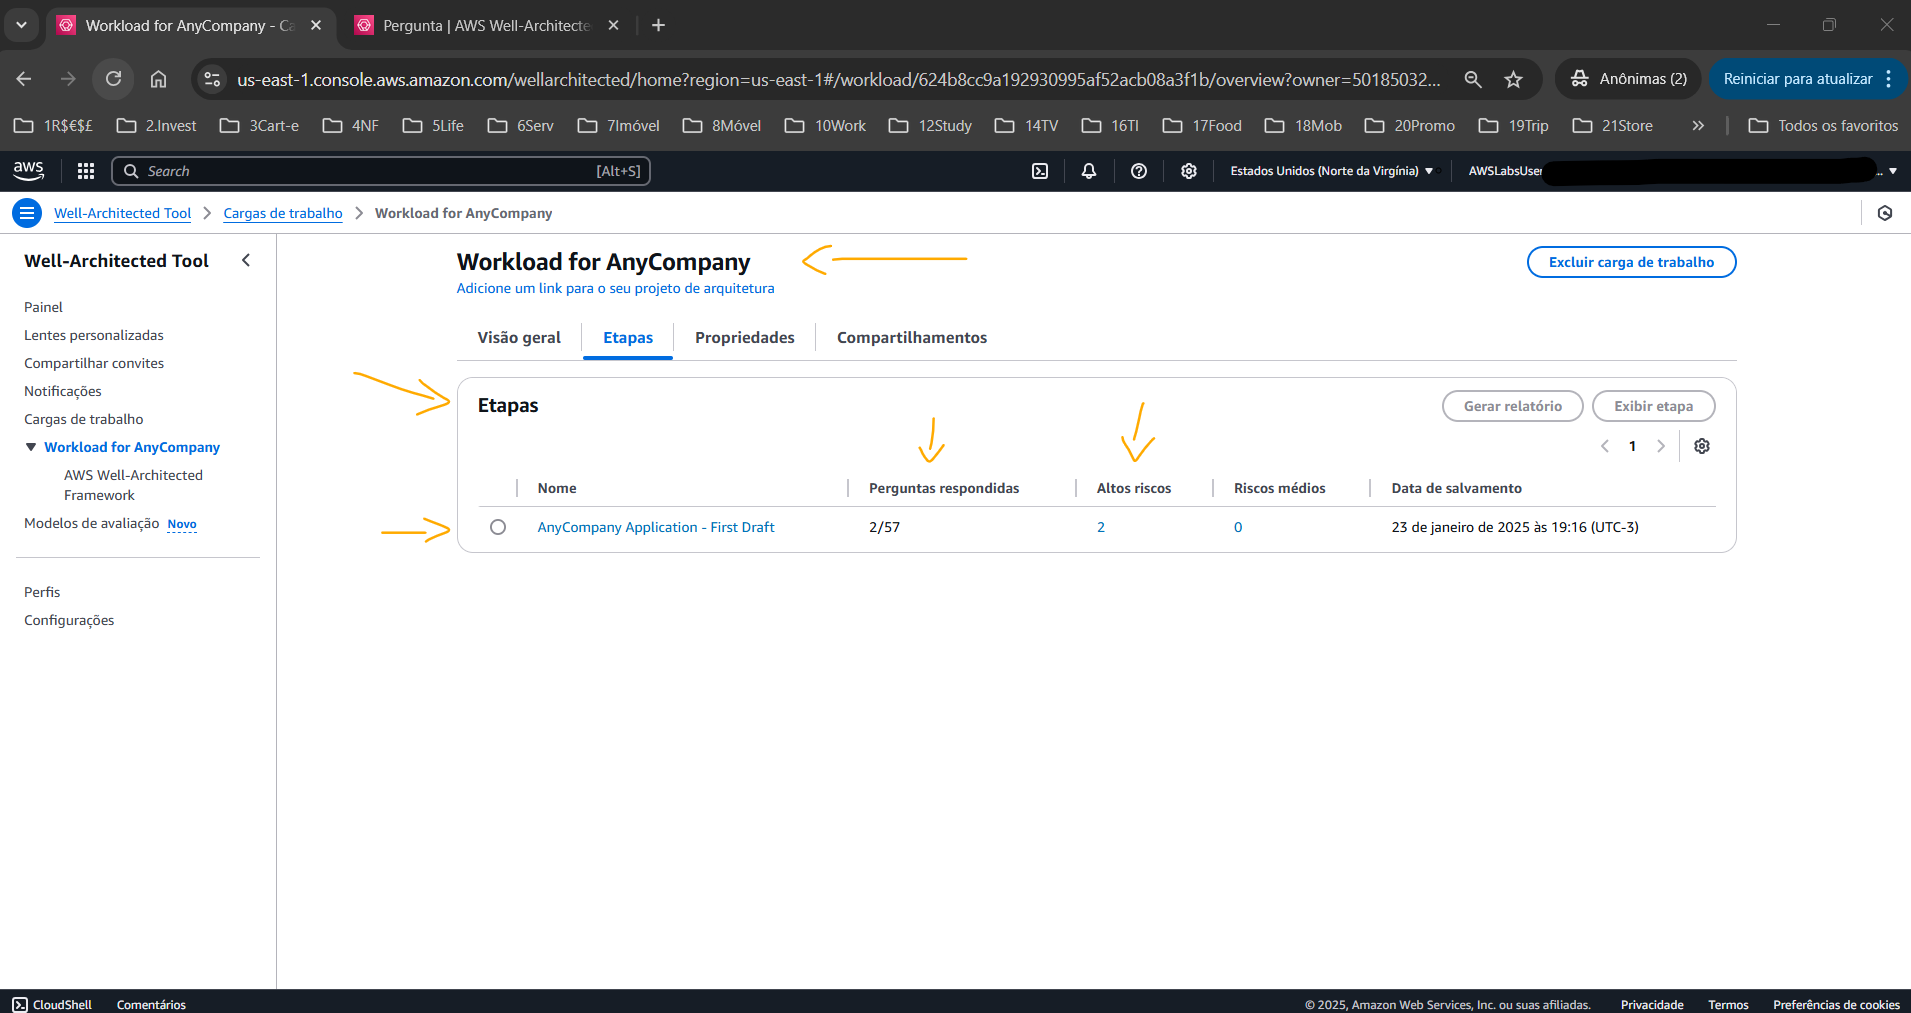 Workload for AnyCompany - Ca
Pergunta | AWS Well-Architecte
us-east-1.console.aws.amazon.com/wellarchitected/home?region=us-east-1#/workload/624b8cc9a192930995af52acb08a3f1b/overview?owner=50185032...
Anônimas (2)
Reiniciar para atualizar
1R$€$£ 2.Invest 3Cart-e 4NF 5Life 6Serv 7Imóvel 8Móvel 10Work 12Study 14TV 16TI 17Food 18Mob 20Promo 19Trip 21Store » Todos os favoritos
aws Search [Alt+S] Estados Unidos (Norte da Virgínia) AWSLabsUser ...
Well-Architected Tool > Cargas de trabalho > Workload for AnyCompany
Well-Architected Tool
Painel
Lentes personalizadas
Compartilhar convites
Notificações
Cargas de trabalho
Workload for AnyCompany
AWS Well-Architected
Framework
Modelos de avaliação Novo
Perfis
Configurações
Workload for AnyCompany
Adicione um link para o seu projeto de arquitetura
Excluir carga de trabalho
Visão geral Etapas Propriedades Compartilhamentos
Etapas
Gerar relatório Exibir etapa
1
Nome Perguntas respondidas Altos riscos Riscos médios Data de salvamento
AnyCompany Application - First Draft 2/57 2 0 23 de janeiro de 2025 às 19:16 (UTC-3)
CloudShell Comentários © 2025, Amazon Web Services, Inc. ou suas afiliadas. Privacidade Termos Preferências de cookies